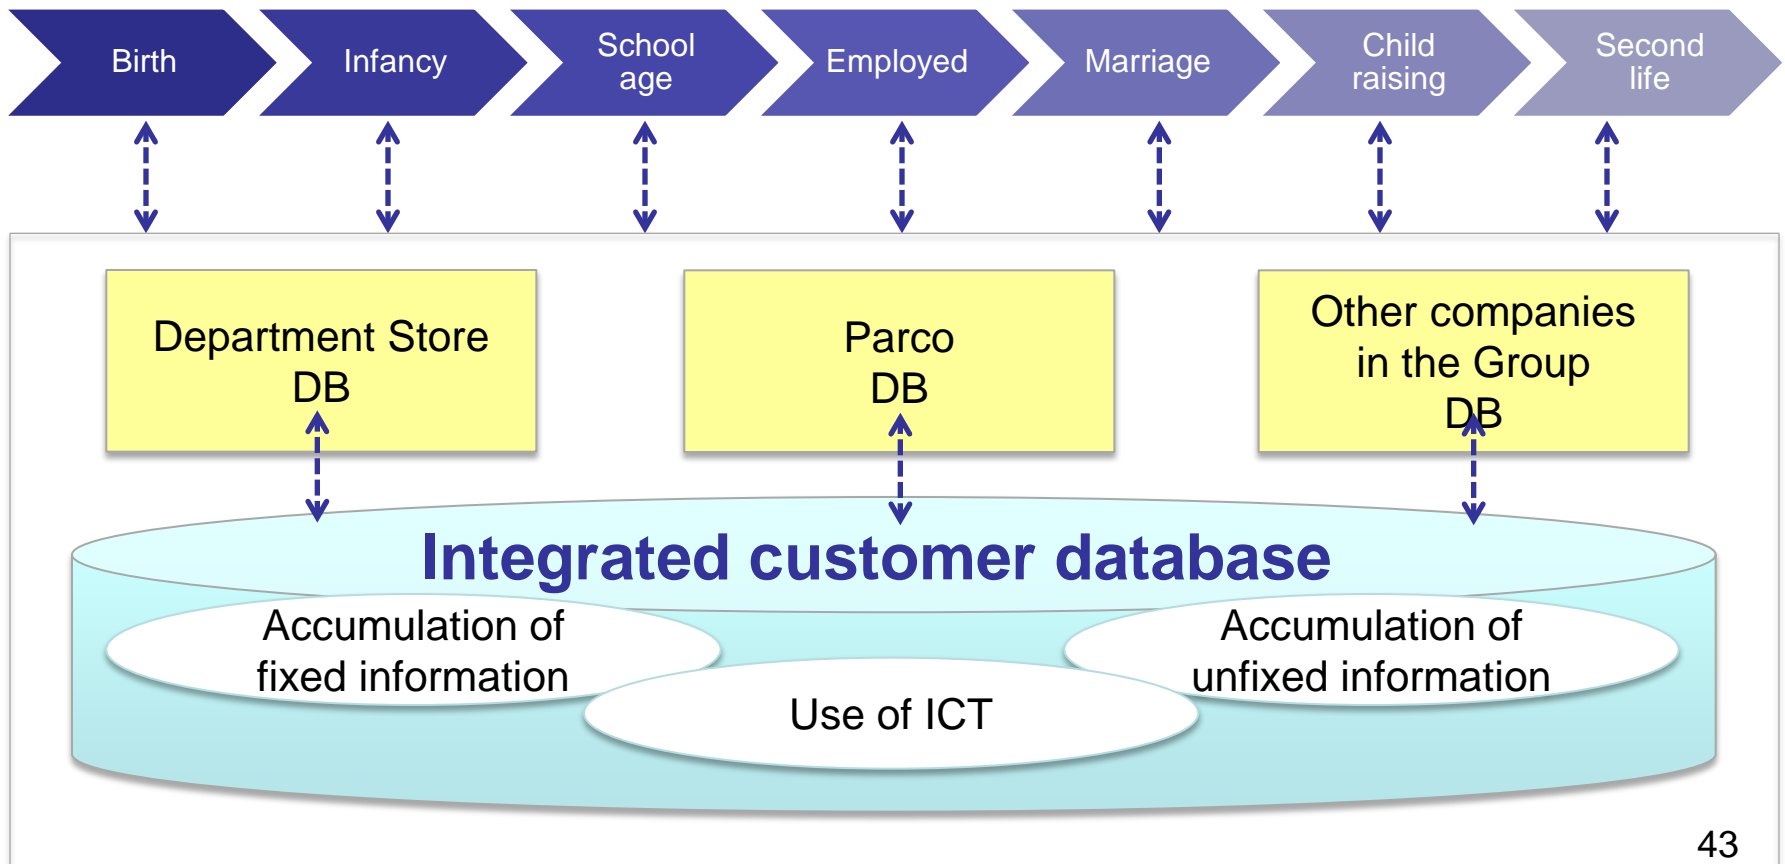 Birth
Infancy
School
age
Employed
Marriage
Child
raising
Second
life
Department Store
DB
Parco
DB
Other companies
in the Group
DB
Integrated customer database
Accumulation of
fixed information
Use of ICT
Accumulation of
unfixed information
43